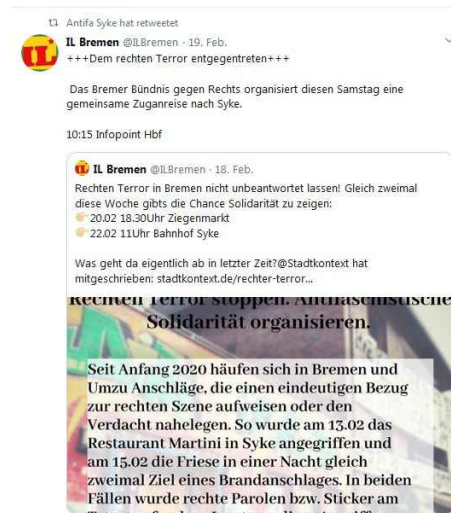 Antifa Syke hat retweetet
IL Bremen @ILBremen · 19. Feb.
+++Dem rechten Terror entgegentreten+++
Das Bremer Bündnis gegen Rechts organisiert diesen Samstag eine
gemeinsame Zuganreise nach Syke.
10:15 Infopoint Hbf
IL Bremen @ILBremen · 18. Feb.
Rechten Terror in Bremen nicht unbeantwortet lassen! Gleich zweimal
diese Woche gibts die Chance Solidarität zu zeigen:
👉20.02 18.30Uhr Ziegenmarkt
👉22.02 11Uhr Bahnhof Syke
Was geht da eigentlich ab in letzter Zeit?@Stadtkontext hat
mitgeschrieben: stadtkontext.de/rechter-terror...
Rechten Terror stoppen. Antifaschistische
Solidarität organisieren.
Seit Anfang 2020 häufen sich in Bremen und
Umzu Anschläge, die einen eindeutigen Bezug
zur rechten Szene aufweisen oder den
Verdacht nahelegen. So wurde am 13.02 das
Restaurant Martini in Syke angegriffen und
am 15.02 die Friese in einer Nacht gleich
zweimal Ziel eines Brandanschlages. In beiden
Fällen wurde rechte Parolen bzw. Sticker am